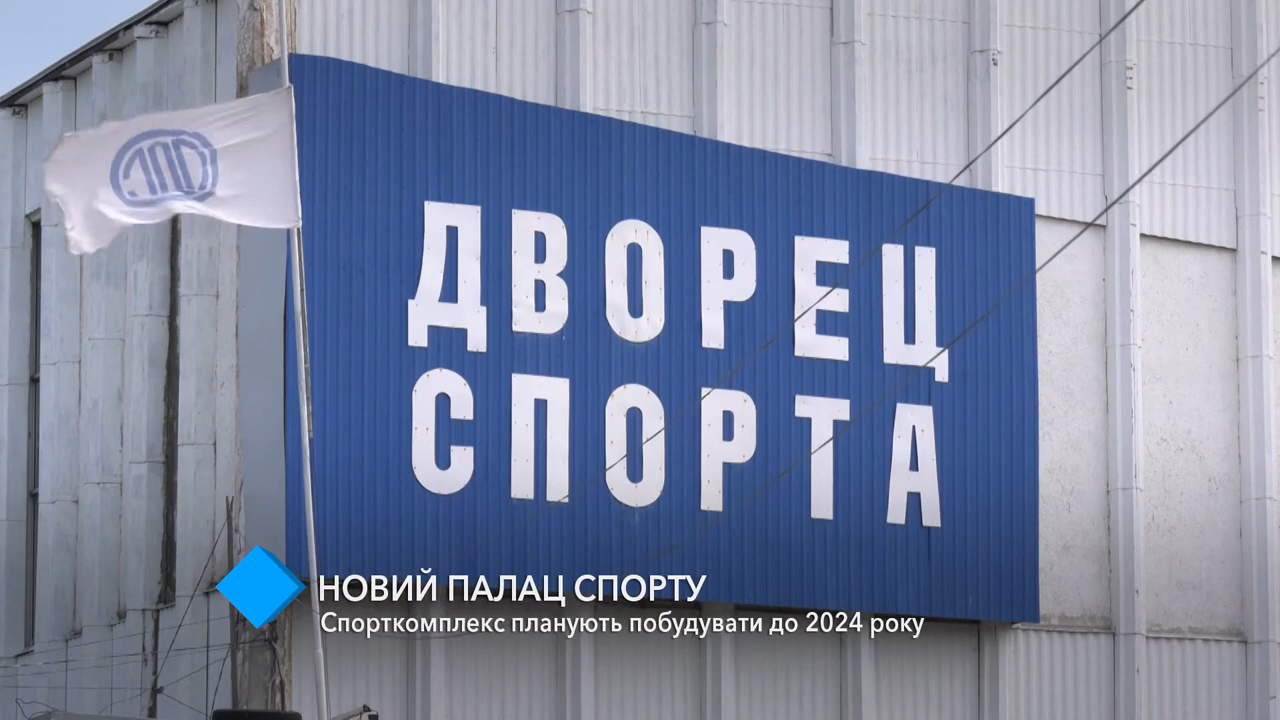 ДВОРЕЦ
СПОРТА
НОВИЙ ПАЛАЦ СПОРТУ
Спорткомплекс планують побудувати до 2024 року